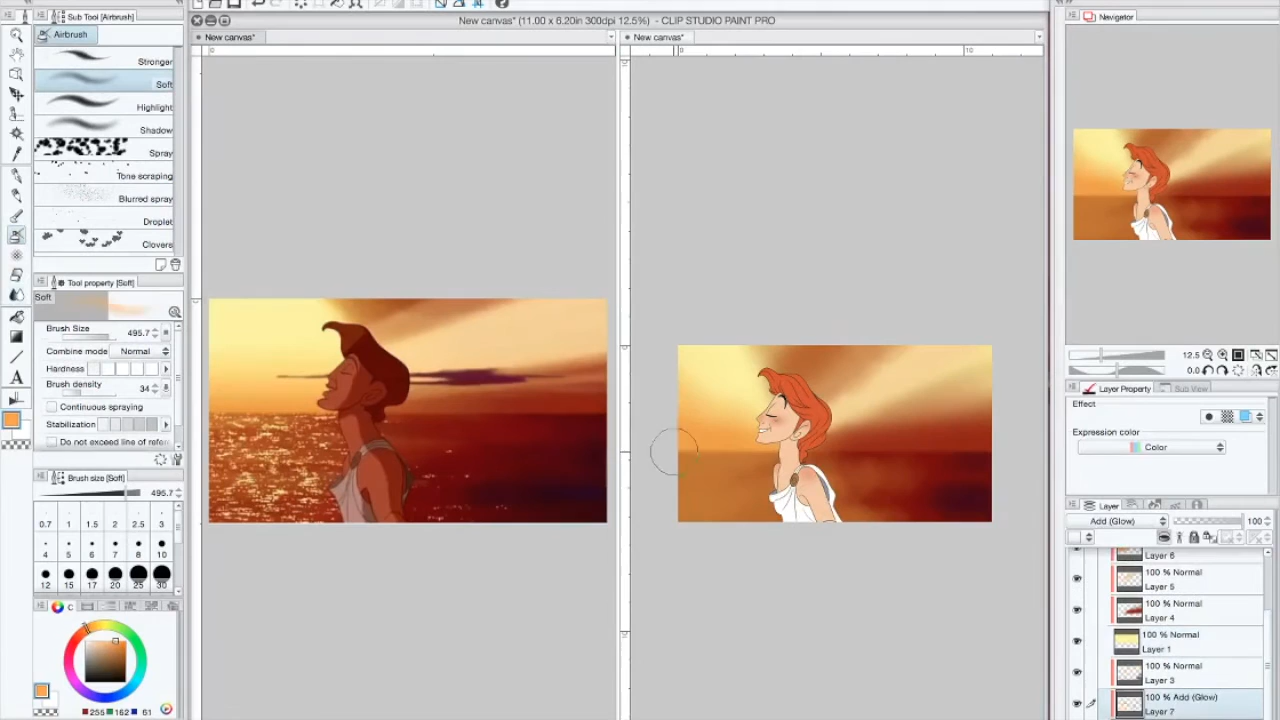 New canvas* (11.00 x 6.20in 300dpi 12.5%) - CLIP STUDIO PAINT PRO
Sub Tool [Airbrush]
Airbrush
Stronger
Soft
Highlight
Shadow
Spray
Tone scraping
Blurred spray
Droplet
Clovers
Tool property [Soft]
Soft
Brush Size 495.7
Combine mode Normal
Hardness
Brush density 34
Continuous spraying
Stabilization
Do not exceed line of refer
Brush size [Soft]
495.7
0.7 1 1.5 2 2.5 3
4 5 6 7 8 10
12 15 17 20 25 30
C
255 162 61
New canvas*
New canvas*
0
0 10
Navigator
12.5
0.0
Layer Property Sub View
Effect
Expression color
Color
Layer
Add (Glow) 100
Layer 6
100 % Normal
Layer 5
100 % Normal
Layer 4
100 % Normal
Layer 1
100 % Normal
Layer 3
100 % Add (Glow)
Layer 7
A